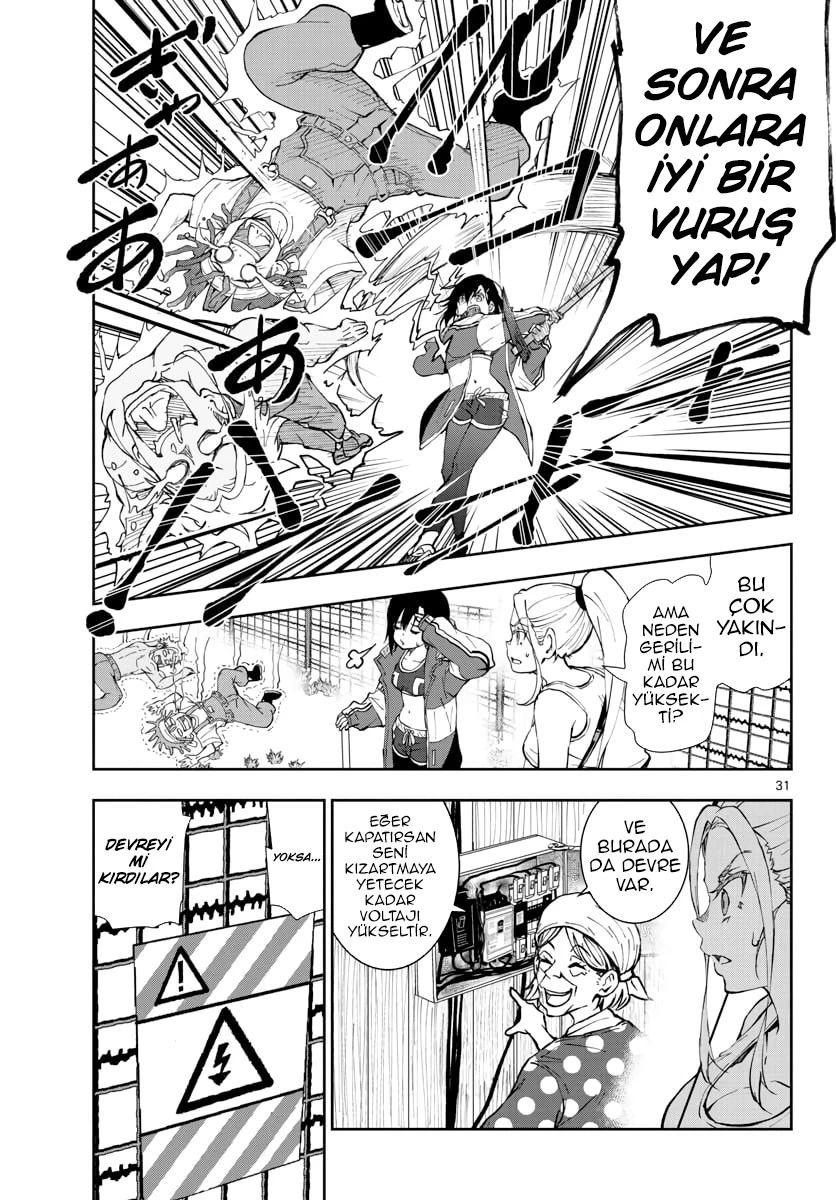 VE
SONRA
ONLARA
İYİ BİR
VURUŞ
YAP!
ギャ
ああ
あ
BU
ÇOK
YAKIN-
DI.
AMA
NEDEN
GERİLİ-
Mİ BU
KADAR
YÜKSEK-
Tİ?
31
VE
BURADA
DA DEVRE
VAR.
EĞER
KAPATIRSAN
SENİ
KIZARTMAYA
YETECEK
KADAR
VOLTAJI
YÜKSELTİR.
YOKSA...
DEVREYİ
Mİ
KIRDILAR?
!